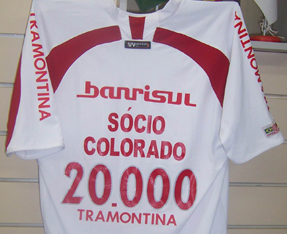 TRAMONTINA
banrisul
SÓCIO
COLORADO
20.000
TRAMONTINA
TRAMONTINA